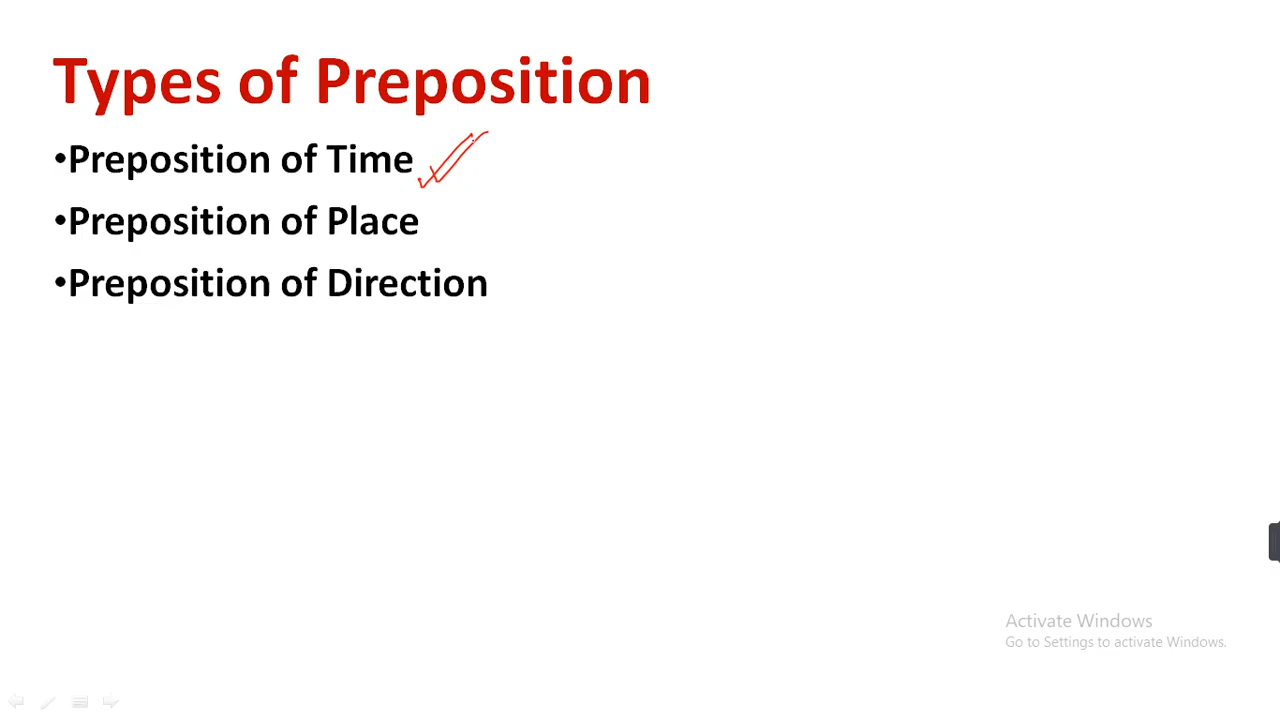 Types of Preposition
•Preposition of Time
•Preposition of Place
•Preposition of Direction
Activate Windows
Go to Settings to activate Windows.